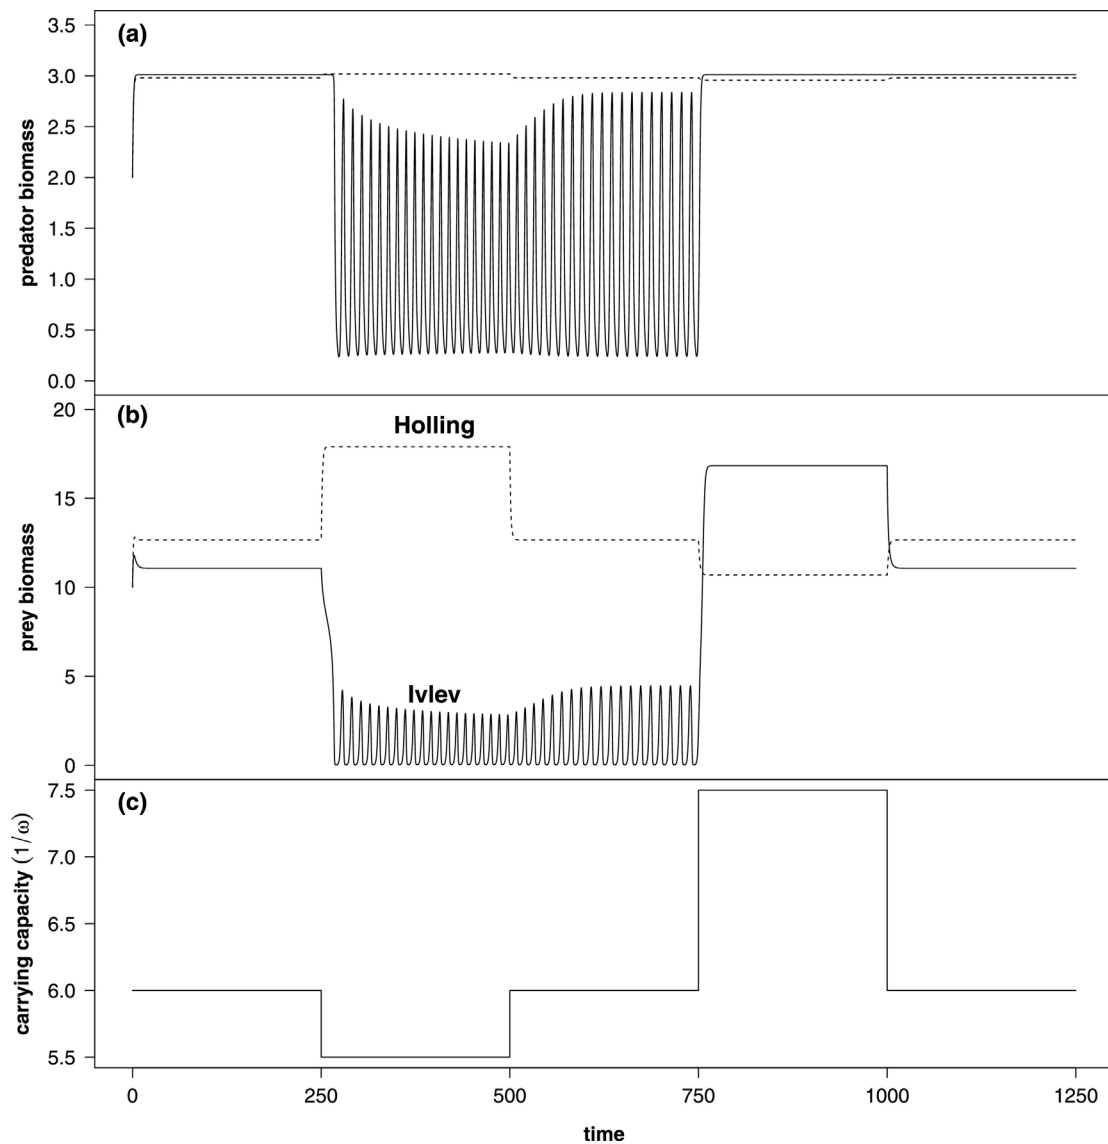 (a)
3.5
3.0
2.5
2.0
1.5
1.0
0.5
0.0
predator biomass
(b)
20
15
10
5
0
prey biomass
Holling
Ivlev
(c)
7.5
7.0
6.5
6.0
5.5
carrying capacity (1/ω)
0 250 500 750 1000 1250
time